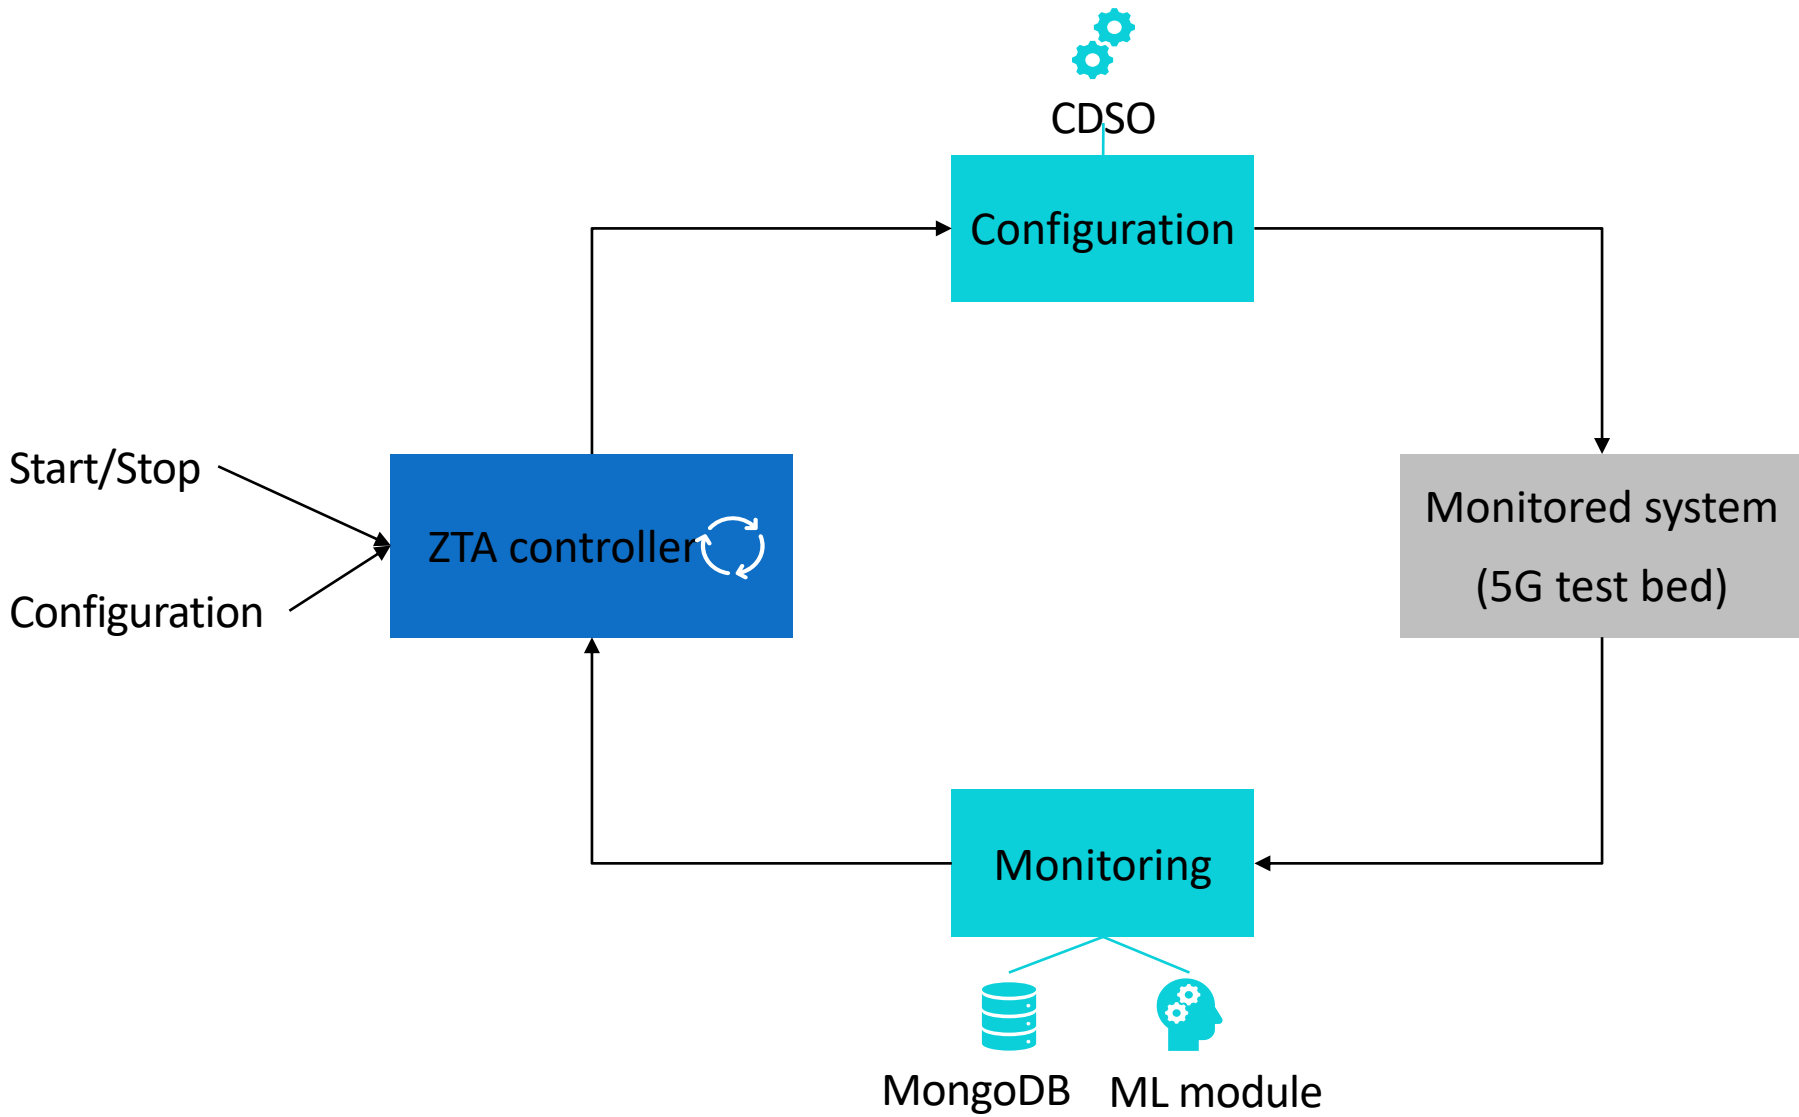 CDSO
Configuration
Start/Stop
Configuration
ZTA controller
Monitored system
(5G test bed)
Monitoring
MongoDB
ML module